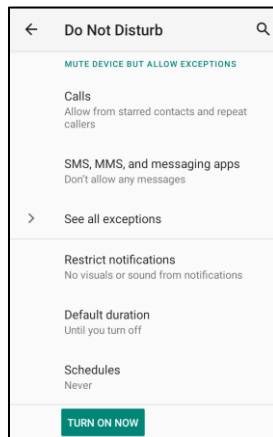 Do Not Disturb
MUTE DEVICE BUT ALLOW EXCEPTIONS
Calls
Allow from starred contacts and repeat
callers
SMS, MMS, and messaging apps
Don't allow any messages
See all exceptions
Restrict notifications
No visuals or sound from notifications
Default duration
Until you turn off
Schedules
Never
TURN ON NOW